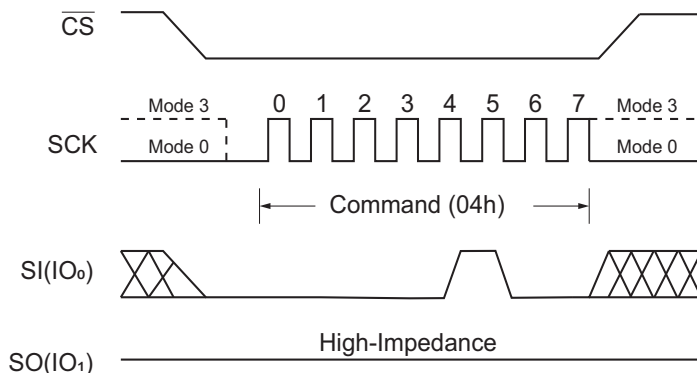 CS
Mode 3 0 1 2 3 4 5 6 7 Mode 3
SCK Mode 0 Mode 0
Command (04h)
SI(IO₀)
High-Impedance
SO(IO₁)